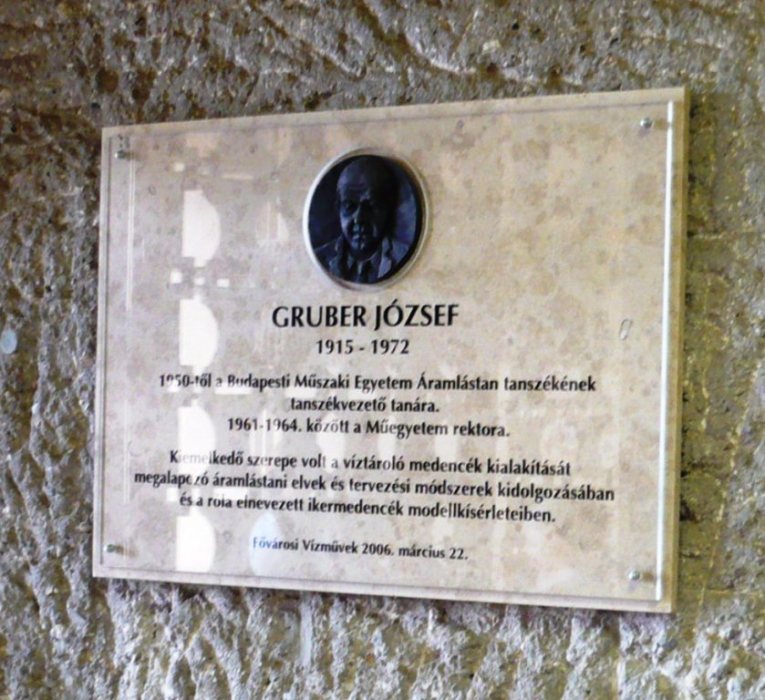 GRUBER JÓZSEF
1915 - 1972
1950-től a Budapesti Műszaki Egyetem Áramlástan tanszékének
tanszékvezető tanára.
1961-1964. között a Műegyetem rektora.
Kiemelkedő szerepe volt a víztároló medencék kialakítását
megalapozó áramlástani elvek és tervezési módszerek kidolgozásában
és a róla einevezett ikermedencék modellkísérleteiben.
Fővárosi Vízművek 2006. március 22.